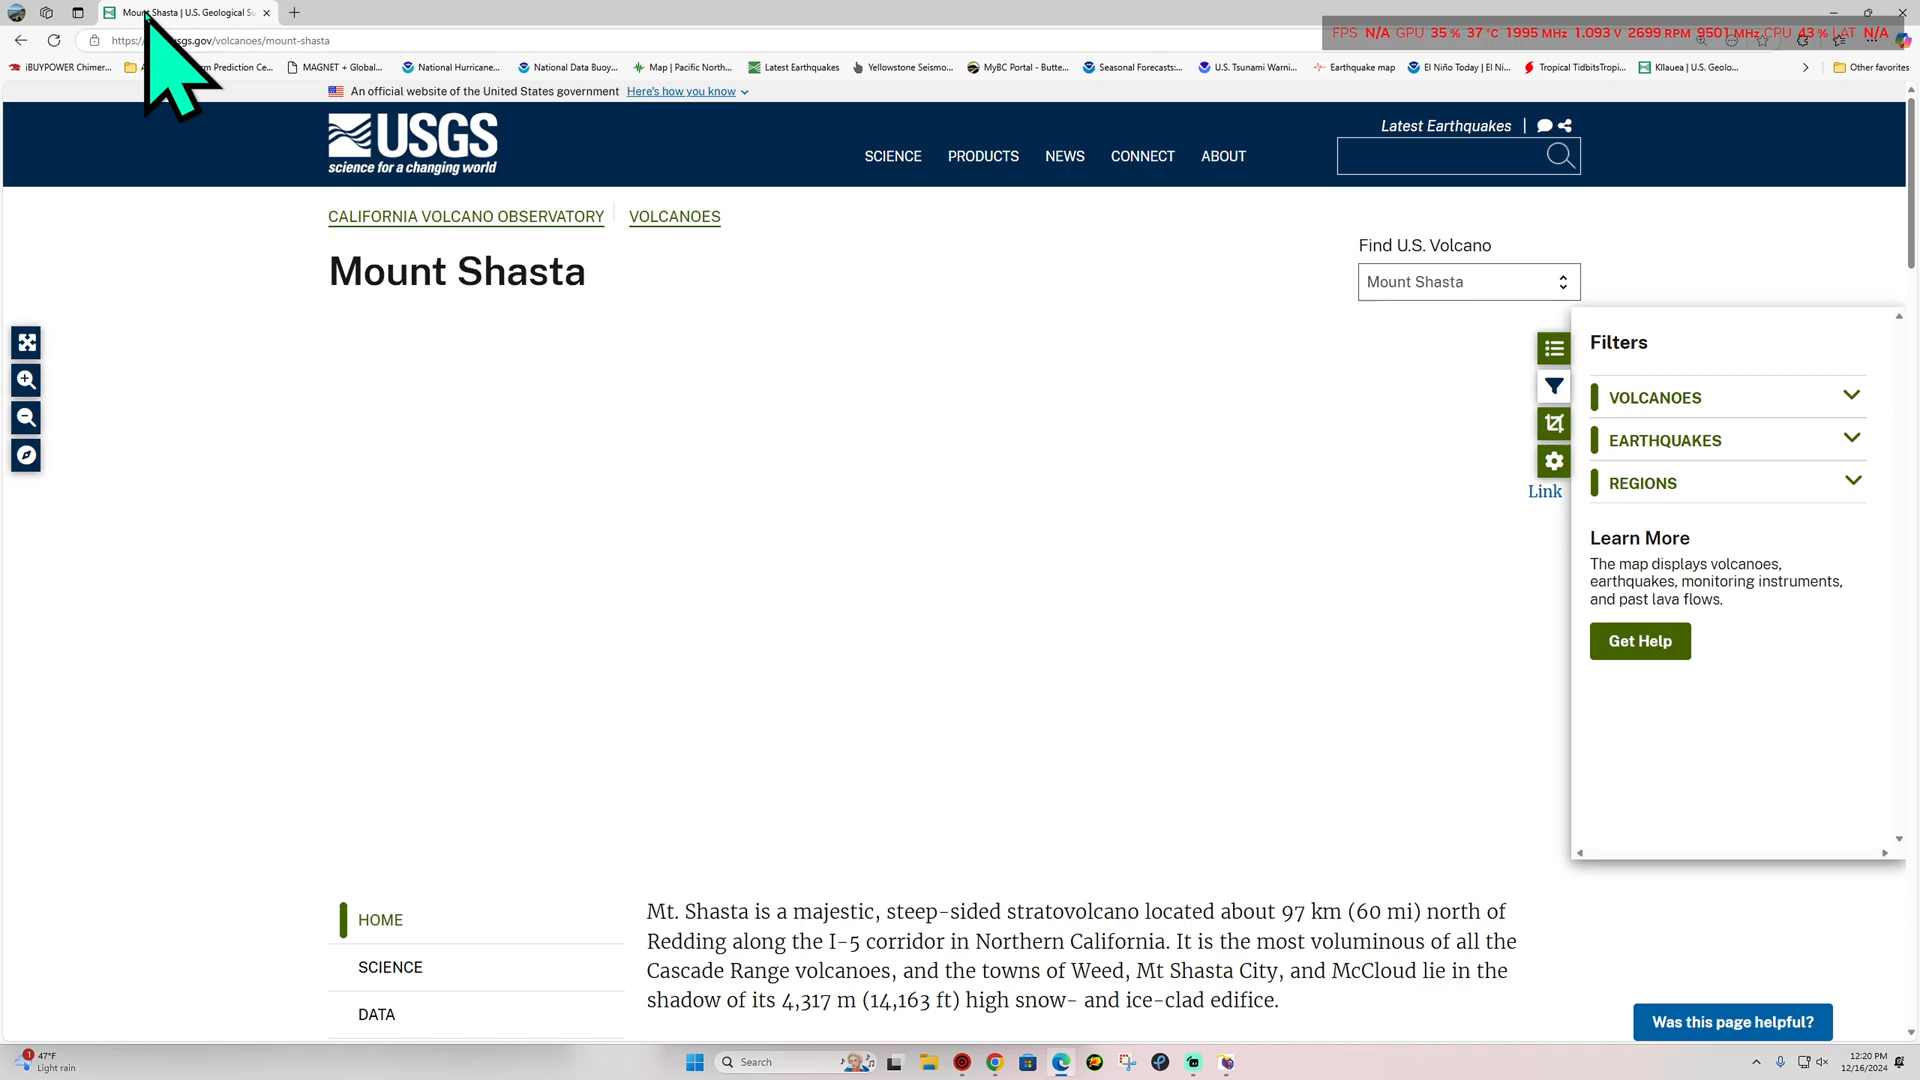 Mount Shasta | U.S. Geological Su
https:// usgs.gov/volcanoes/mount-shasta
FPS N/A GPU 35 % 37 °C 1995 MHz 1.093 V 2699 RPM 9501 MHz CPU 43 % LAT N/A
iBUYPOWER Chimer... rm Prediction Ce... MAGNET + Global... National Hurricane... National Data Buoy... Map | Pacific North... Latest Earthquakes Yellowstone Seismo... MyBC Portal - Butte... Seasonal Forecasts:... U.S. Tsunami Warni... Earthquake map El Niño Today | El Ni... Tropical TidbitsTropi... Kīlauea | U.S. Geolo... Other favorites
An official website of the United States government Here's how you know
USGS
science for a changing world
Latest Earthquakes
SCIENCE PRODUCTS NEWS CONNECT ABOUT
CALIFORNIA VOLCANO OBSERVATORY VOLCANOES
Mount Shasta
Find U.S. Volcano
Mount Shasta
Filters
VOLCANOES
EARTHQUAKES
REGIONS
Link
Learn More
The map displays volcanoes,
earthquakes, monitoring instruments,
and past lava flows.
Get Help
HOME
SCIENCE
DATA
Mt. Shasta is a majestic, steep-sided stratovolcano located about 97 km (60 mi) north of
Redding along the I-5 corridor in Northern California. It is the most voluminous of all the
Cascade Range volcanoes, and the towns of Weed, Mt Shasta City, and McCloud lie in the
shadow of its 4,317 m (14,163 ft) high snow- and ice-clad edifice.
Was this page helpful?
1
47°F
Light rain
Search
12:20 PM
12/16/2024